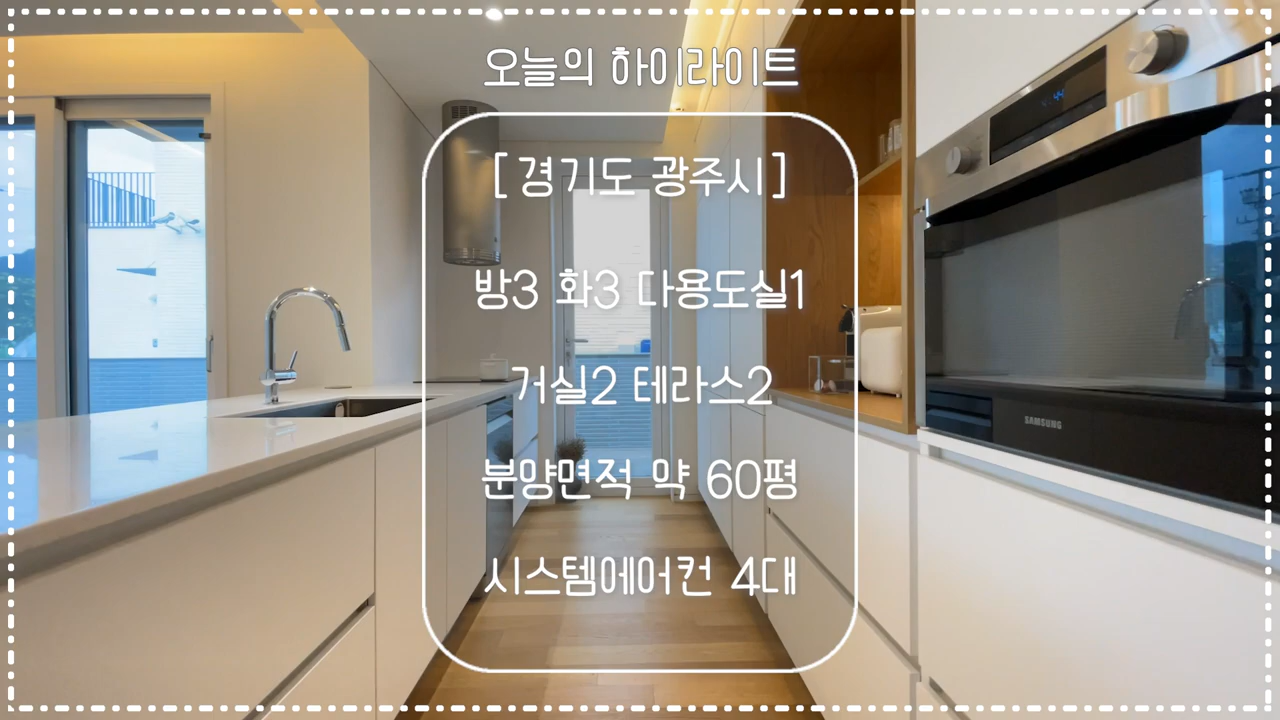 오늘의 하이라이트
[경기도 광주시]
방3 화3 다용도실1
거실2 테라스2
분양면적 약 60평
시스템에어컨 4대
SAMSUNG